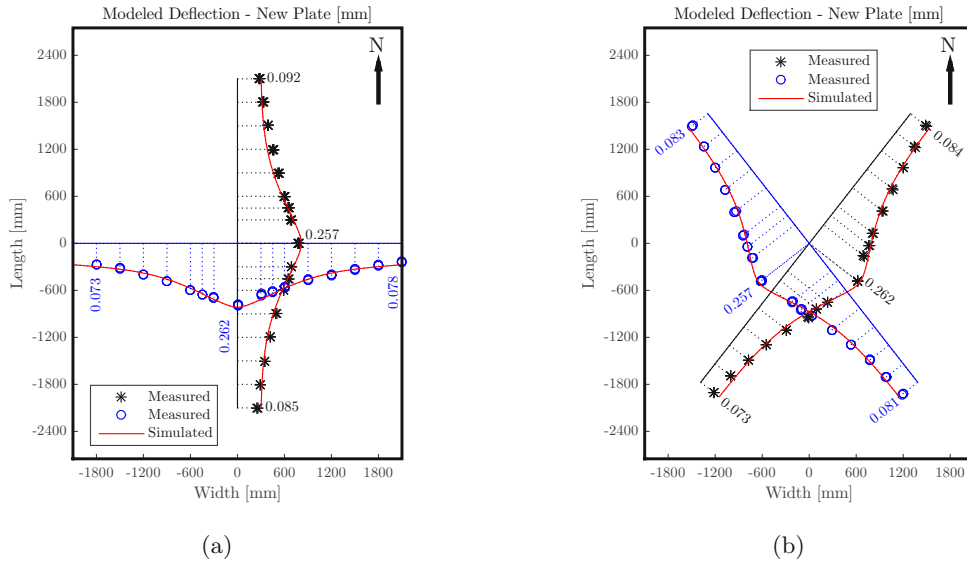 Modeled Deflection - New Plate [mm]
N
2400
1800
1200
600
0
-600
-1200
-1800
-2400
Length [mm]
0.092
0.257
0.073
0.262
0.078
0.085
Measured
Measured
Simulated
-1800 -1200 -600 0 600 1200 1800
Width [mm]
(a)
Modeled Deflection - New Plate [mm]
N
Measured
Measured
Simulated
2400
1800
1200
600
0
-600
-1200
-1800
-2400
Length [mm]
0.083
0.084
0.257
0.262
0.073
0.081
-1800 -1200 -600 0 600 1200 1800
Width [mm]
(b)